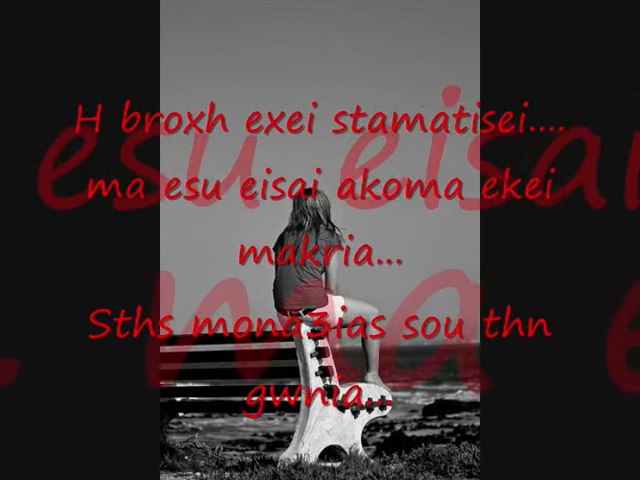 H broxh exei stamatisei....
ma esu eisai akoma ekei
makria...
Sths mona3ias sou thn
gwnia...